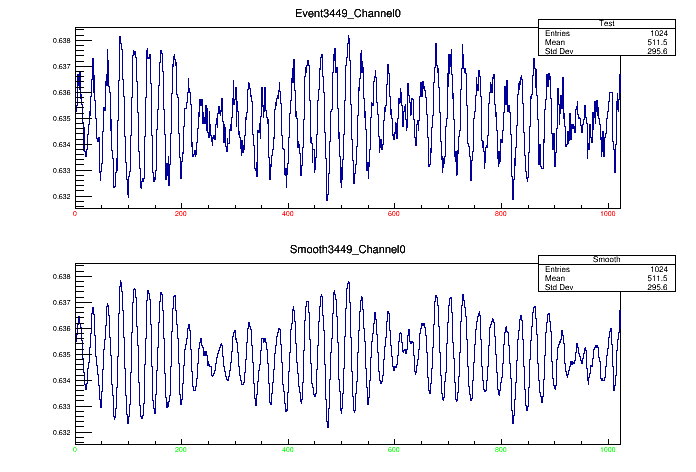 Event3449_Channel0
Test
Entries 1024
Mean 511.5
Std Dev 295.6
0.638
0.637
0.636
0.635
0.634
0.633
0.632
0 200 400 600 800 1000
Smooth3449_Channel0
Smooth
Entries 1024
Mean 511.5
Std Dev 295.6
0.638
0.637
0.636
0.635
0.634
0.633
0.632
0 200 400 600 800 1000